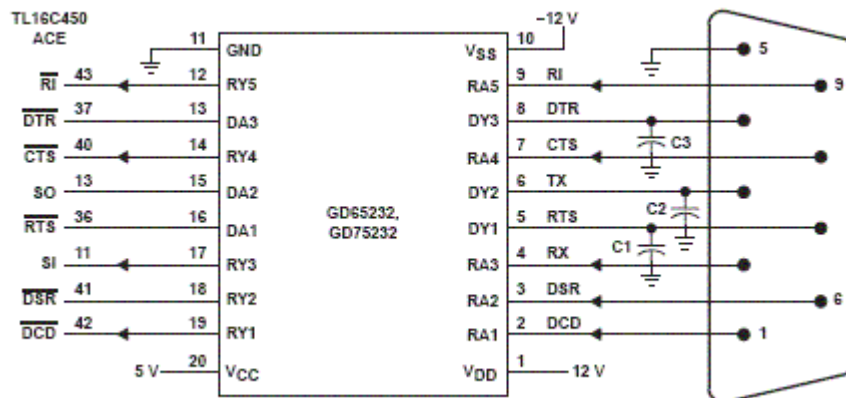 TL16C450
ACE
11 GND VSS 10 −12 V 5
RI 43 12 RY5 RA5 9 RI 9
DTR 37 13 DA3 DY3 8 DTR
C3
CTS 40 14 RY4 RA4 7 CTS
SO 13 15 DA2 DY2 6 TX
GD65232,
GD75232
C2
RTS 36 16 DA1 DY1 5 RTS
C1
SI 11 17 RY3 RA3 4 RX
DSR 41 18 RY2 RA2 3 DSR 6
DCD 42 19 RY1 RA1 2 DCD 1
5 V 20 VCC VDD 1 12 V